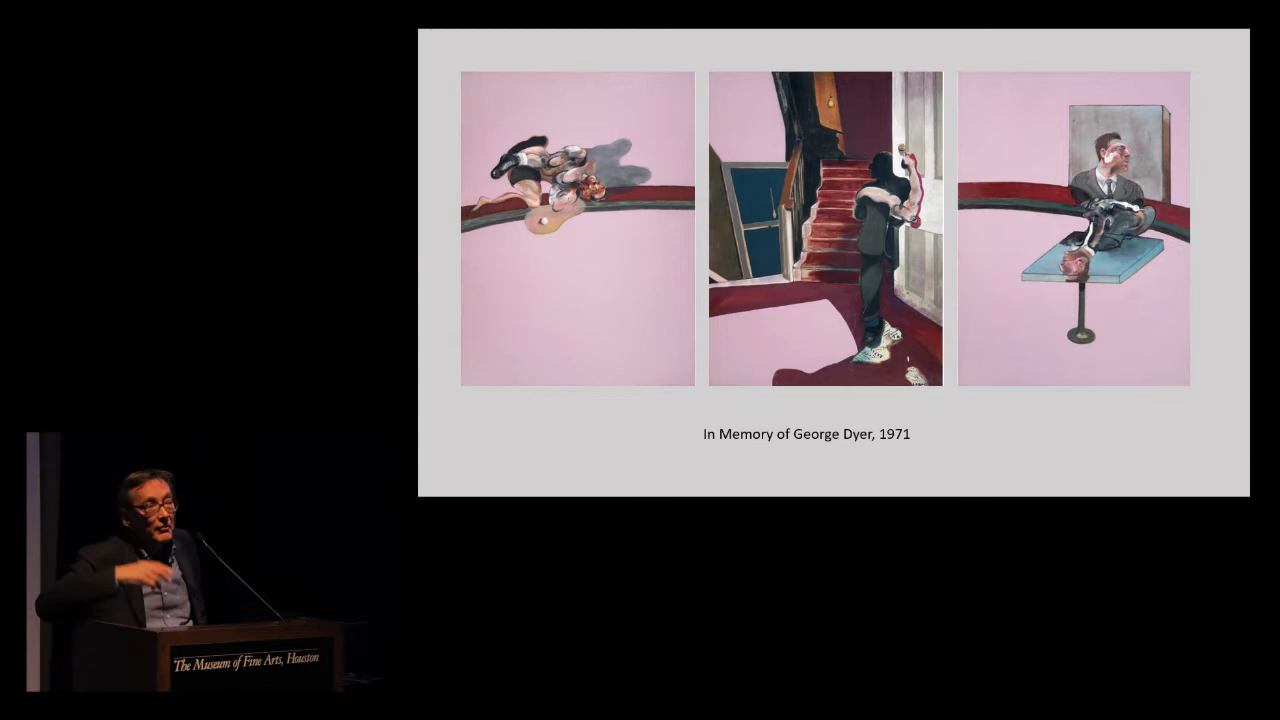 In Memory of George Dyer, 1971
The Museum of Fine Arts, Houston